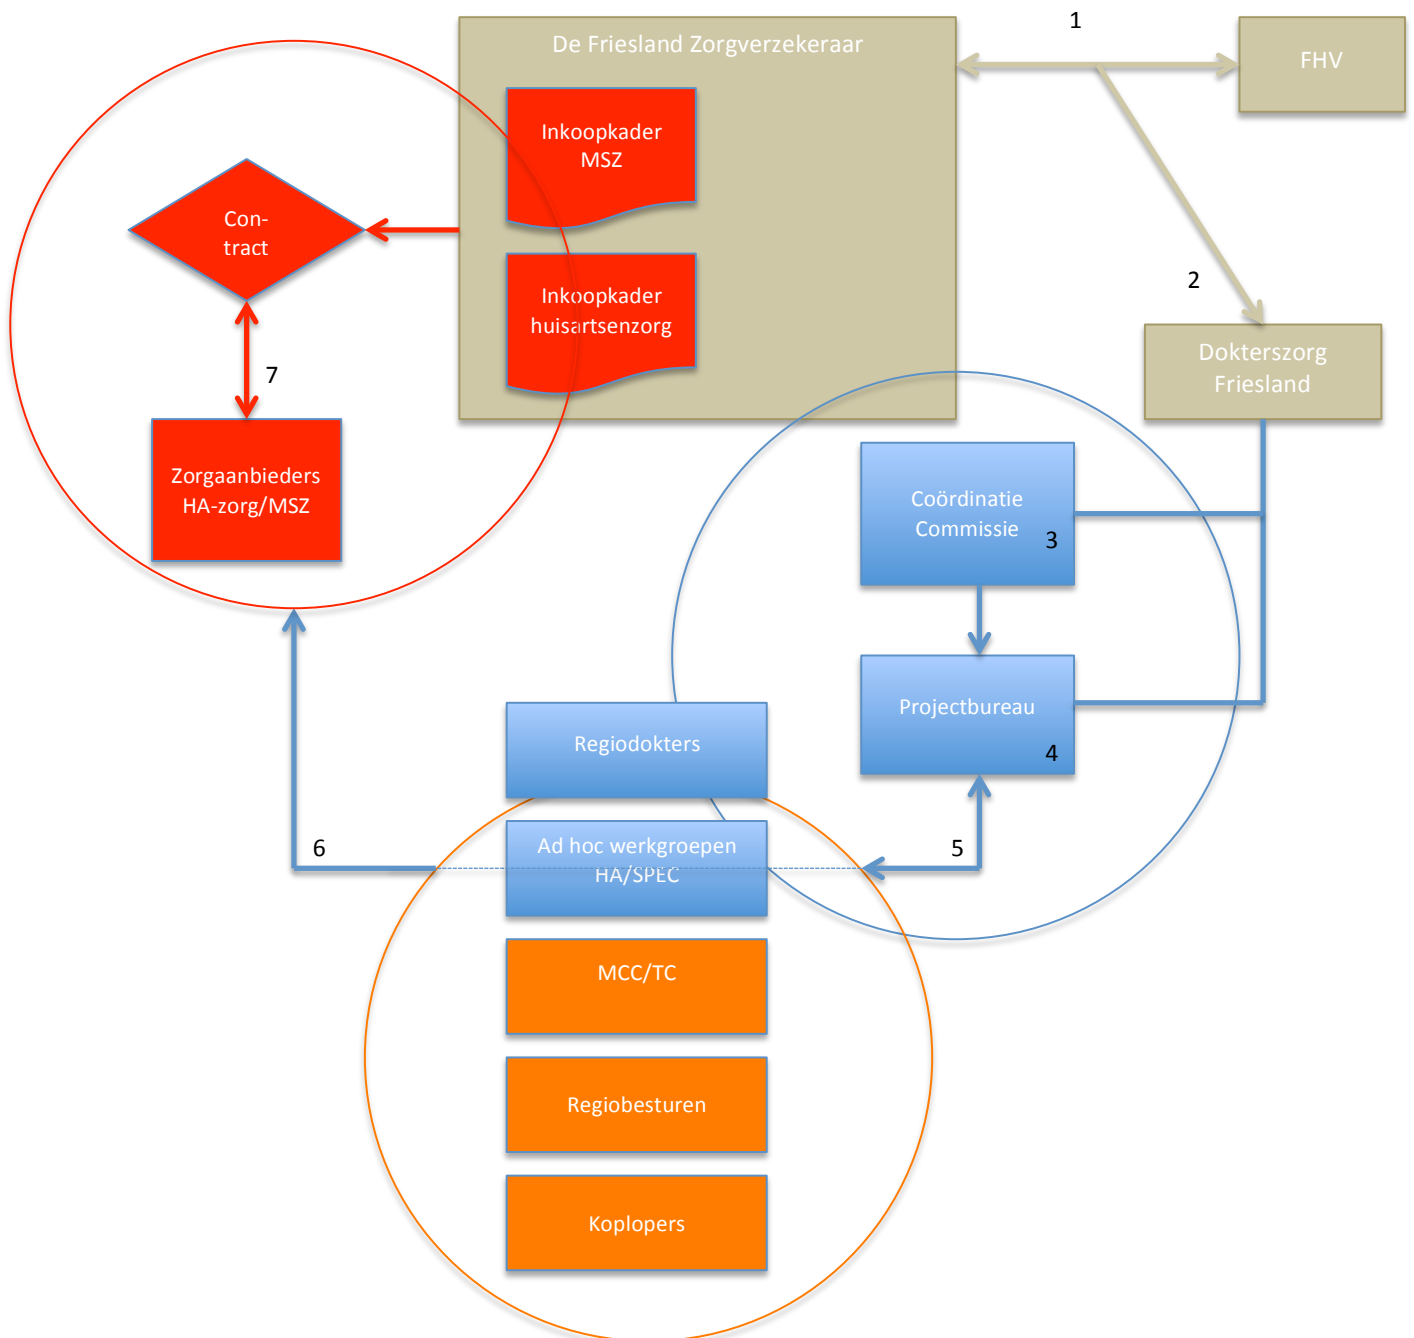 1
De Friesland Zorgverzekeraar
FHV
Inkoopkader
MSZ
Con-
tract
2
Inkoopkader
huisartsenzorg
Dokterszorg
Friesland
7
Zorgaanbieders
HA-zorg/MSZ
Coördinatie
Commissie
3
Projectbureau
4
Regiodokters
6
Ad hoc werkgroepen
HA/SPEC
5
MCC/TC
Regiobesturen
Koplopers